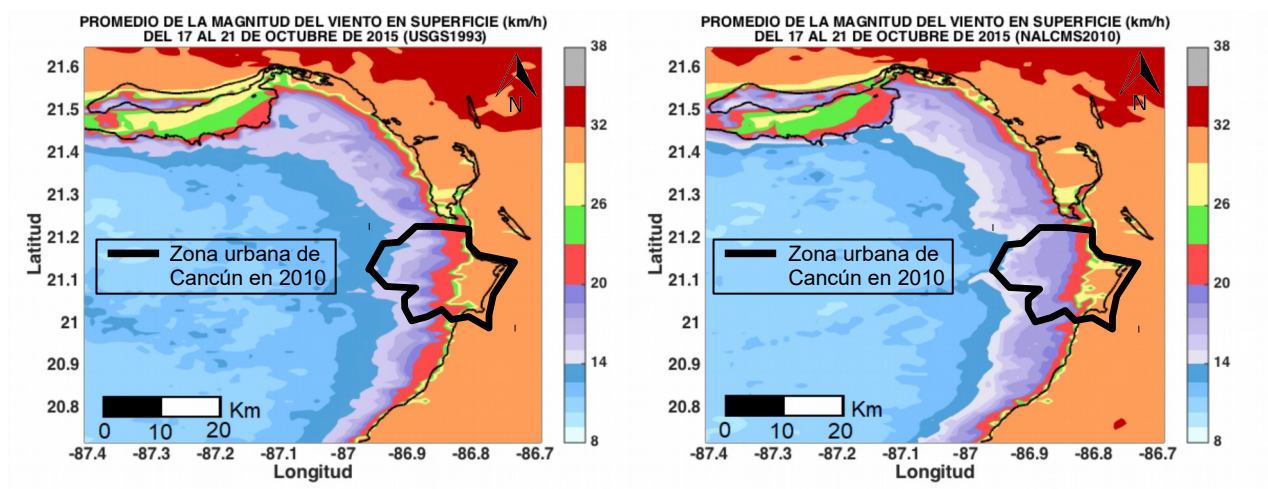 PROMEDIO DE LA MAGNITUD DEL VIENTO EN SUPERFICIE (km/h)
DEL 17 AL 21 DE OCTUBRE DE 2015 (USGS1993)
38
32
26
20
14
8
21.6
21.5
21.4
21.3
21.2
21.1
21
20.9
20.8
Latitud
N
Zona urbana de
Cancún en 2010
Km
0 10 20
-87.4 -87.3 -87.2 -87.1 -87 -86.9 -86.8 -86.7
Longitud
PROMEDIO DE LA MAGNITUD DEL VIENTO EN SUPERFICIE (km/h)
DEL 17 AL 21 DE OCTUBRE DE 2015 (NALCMS2010)
38
32
26
20
14
8
21.6
21.5
21.4
21.3
21.2
21.1
21
20.9
20.8
Latitud
N
Zona urbana de
Cancún en 2010
Km
0 10 20
-87.4 -87.3 -87.2 -87.1 -87 -86.9 -86.8 -86.7
Longitud